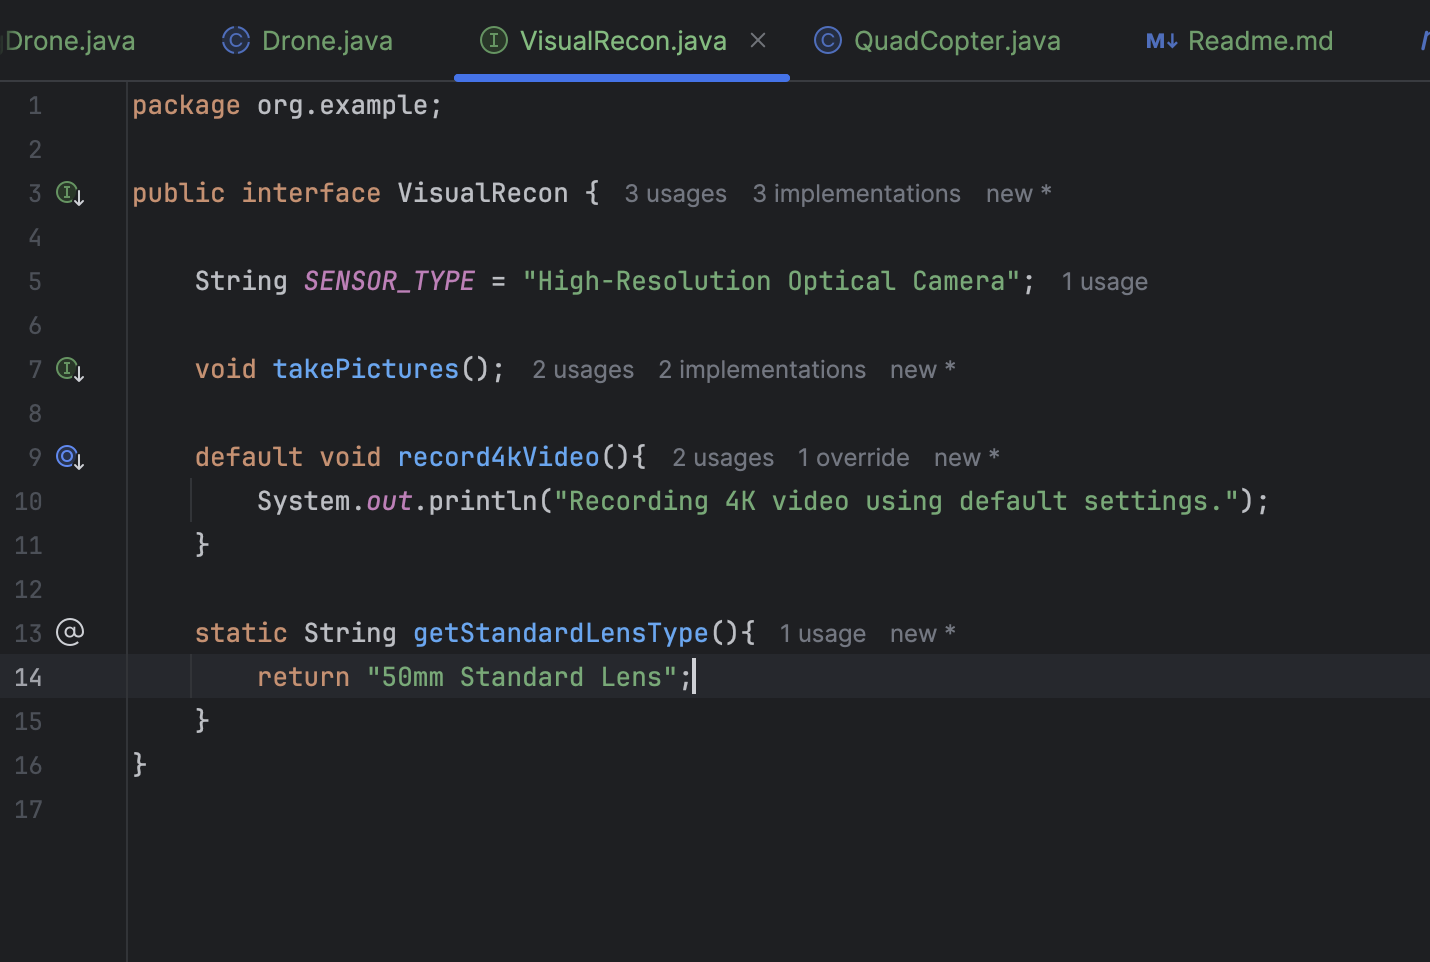 Drone.java Drone.java VisualRecon.java QuadCopter.java M↓ Readme.md
1 package org.example;
2
3 public interface VisualRecon { 3 usages 3 implementations new *
4
5 String SENSOR_TYPE = "High-Resolution Optical Camera"; 1 usage
6
7 void takePictures(); 2 usages 2 implementations new *
8
9 default void record4kVideo(){ 2 usages 1 override new *
10 System.out.println("Recording 4K video using default settings.");
11 }
12
13 @ static String getStandardLensType(){ 1 usage new *
14 return "50mm Standard Lens";
15 }
16 }
17